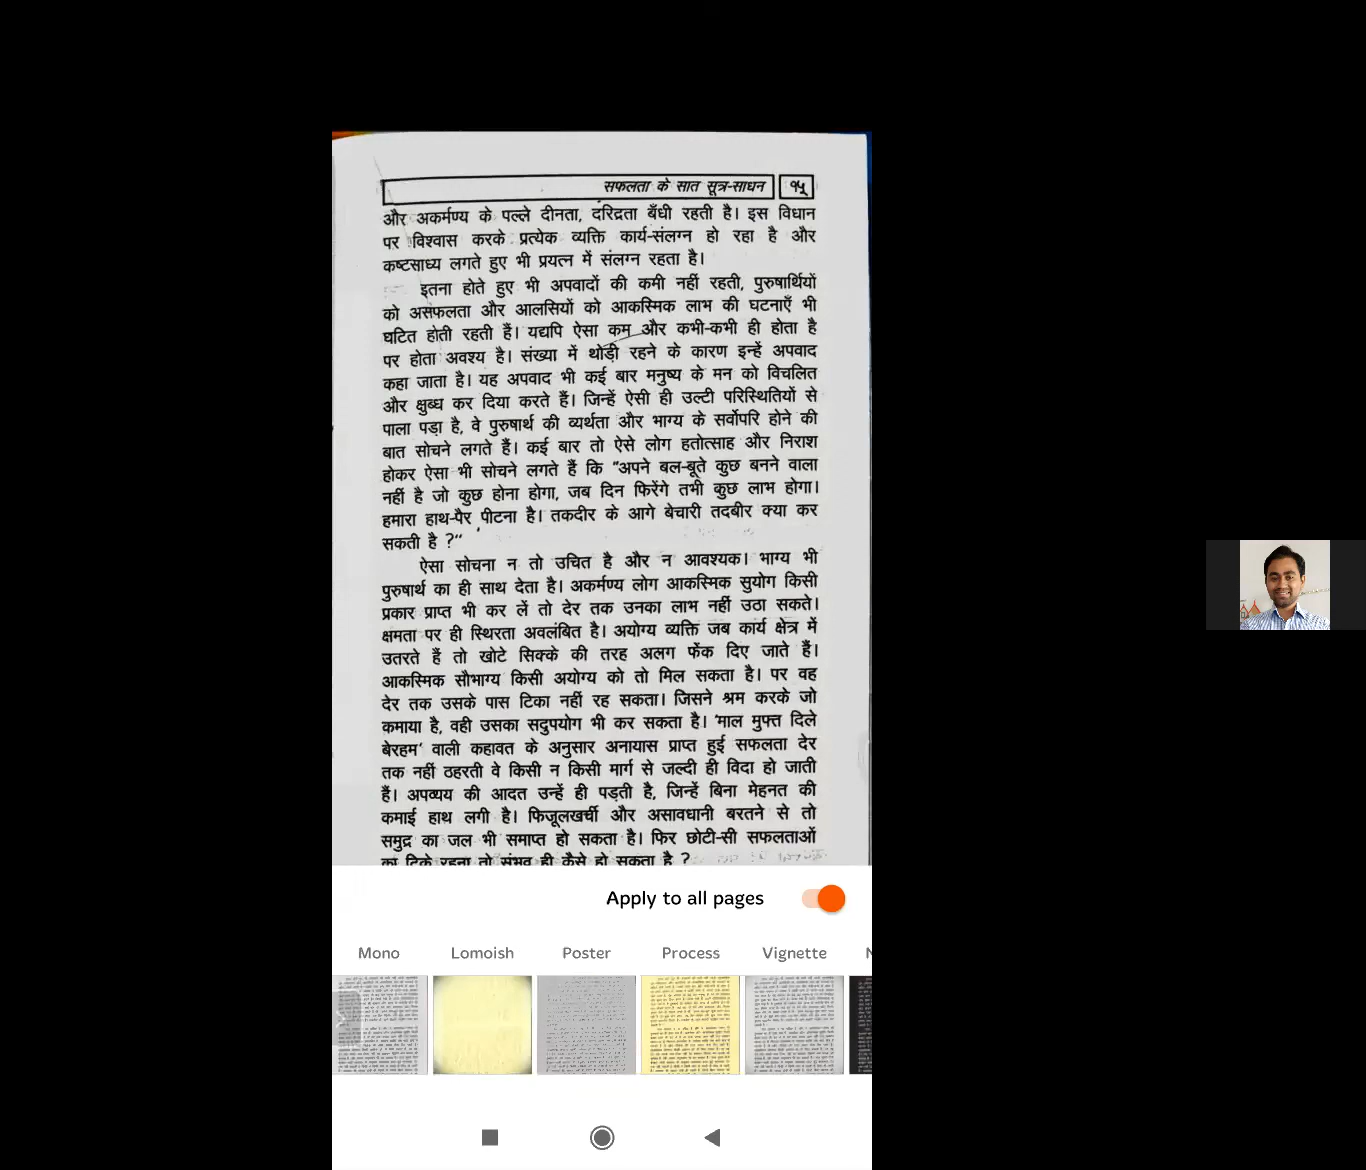 सफलता के सात सूत्र-साधन १५
और अकर्मण्य के पल्ले दीनता, दरिद्रता बँधी रहती है। इस विधान
पर विश्वास करके प्रत्येक व्यक्ति कार्य-संलग्न हो रहा है और
कष्टसाध्य लगते हुए भी प्रयत्न में संलग्न रहता है।
इतना होते हुए भी अपवादों की कमी नहीं रहती, पुरुषार्थियों
को असफलता और आलसियों को आकस्मिक लाभ की घटनाएँ भी
घटित होती रहती हैं। यद्यपि ऐसा कम और कभी-कभी ही होता है
पर होता अवश्य है। संख्या में थोड़ी रहने के कारण इन्हें अपवाद
कहा जाता है। यह अपवाद भी कई बार मनुष्य के मन को विचलित
और क्षुब्ध कर दिया करते हैं। जिन्हें ऐसी ही उल्टी परिस्थितियों से
पाला पड़ा है, वे पुरुषार्थ की व्यर्थता और भाग्य के सर्वोपरि होने की
बात सोचने लगते हैं। कई बार तो ऐसे लोग हतोत्साह और निराश
होकर ऐसा भी सोचने लगते हैं कि "अपने बल-बूते कुछ बनने वाला
नहीं है जो कुछ होना होगा, जब दिन फिरेंगे तभी कुछ लाभ होगा।
हमारा हाथ-पैर पीटना है। तकदीर के आगे बेचारी तदबीर क्या कर
सकती है ?"
ऐसा सोचना न तो उचित है और न आवश्यक। भाग्य भी
पुरुषार्थ का ही साथ देता है। अकर्मण्य लोग आकस्मिक सुयोग किसी
प्रकार प्राप्त भी कर लें तो देर तक उनका लाभ नहीं उठा सकते।
क्षमता पर ही स्थिरता अवलंबित है। अयोग्य व्यक्ति जब कार्य क्षेत्र में
उतरते हैं तो खोटे सिक्के की तरह अलग फेंक दिए जाते हैं।
आकस्मिक सौभाग्य किसी अयोग्य को तो मिल सकता है। पर वह
देर तक उसके पास टिका नहीं रह सकता। जिसने श्रम करके जो
कमाया है, वही उसका सदुपयोग भी कर सकता है। 'माल मुफ्त दिले
बेरहम' वाली कहावत के अनुसार अनायास प्राप्त हुई सफलता देर
तक नहीं ठहरती वे किसी न किसी मार्ग से जल्दी ही विदा हो जाती
हैं। अपव्यय की आदत उन्हें ही पड़ती है, जिन्हें बिना मेहनत की
कमाई हाथ लगी है। फिजूलखर्ची और असावधानी बरतने से तो
समुद्र का जल भी समाप्त हो सकता है। फिर छोटी-सी सफलताओं
का टिके रहना तो संभव ही कैसे हो सकता है ?
Apply to all pages
Mono Lomoish Poster Process Vignette